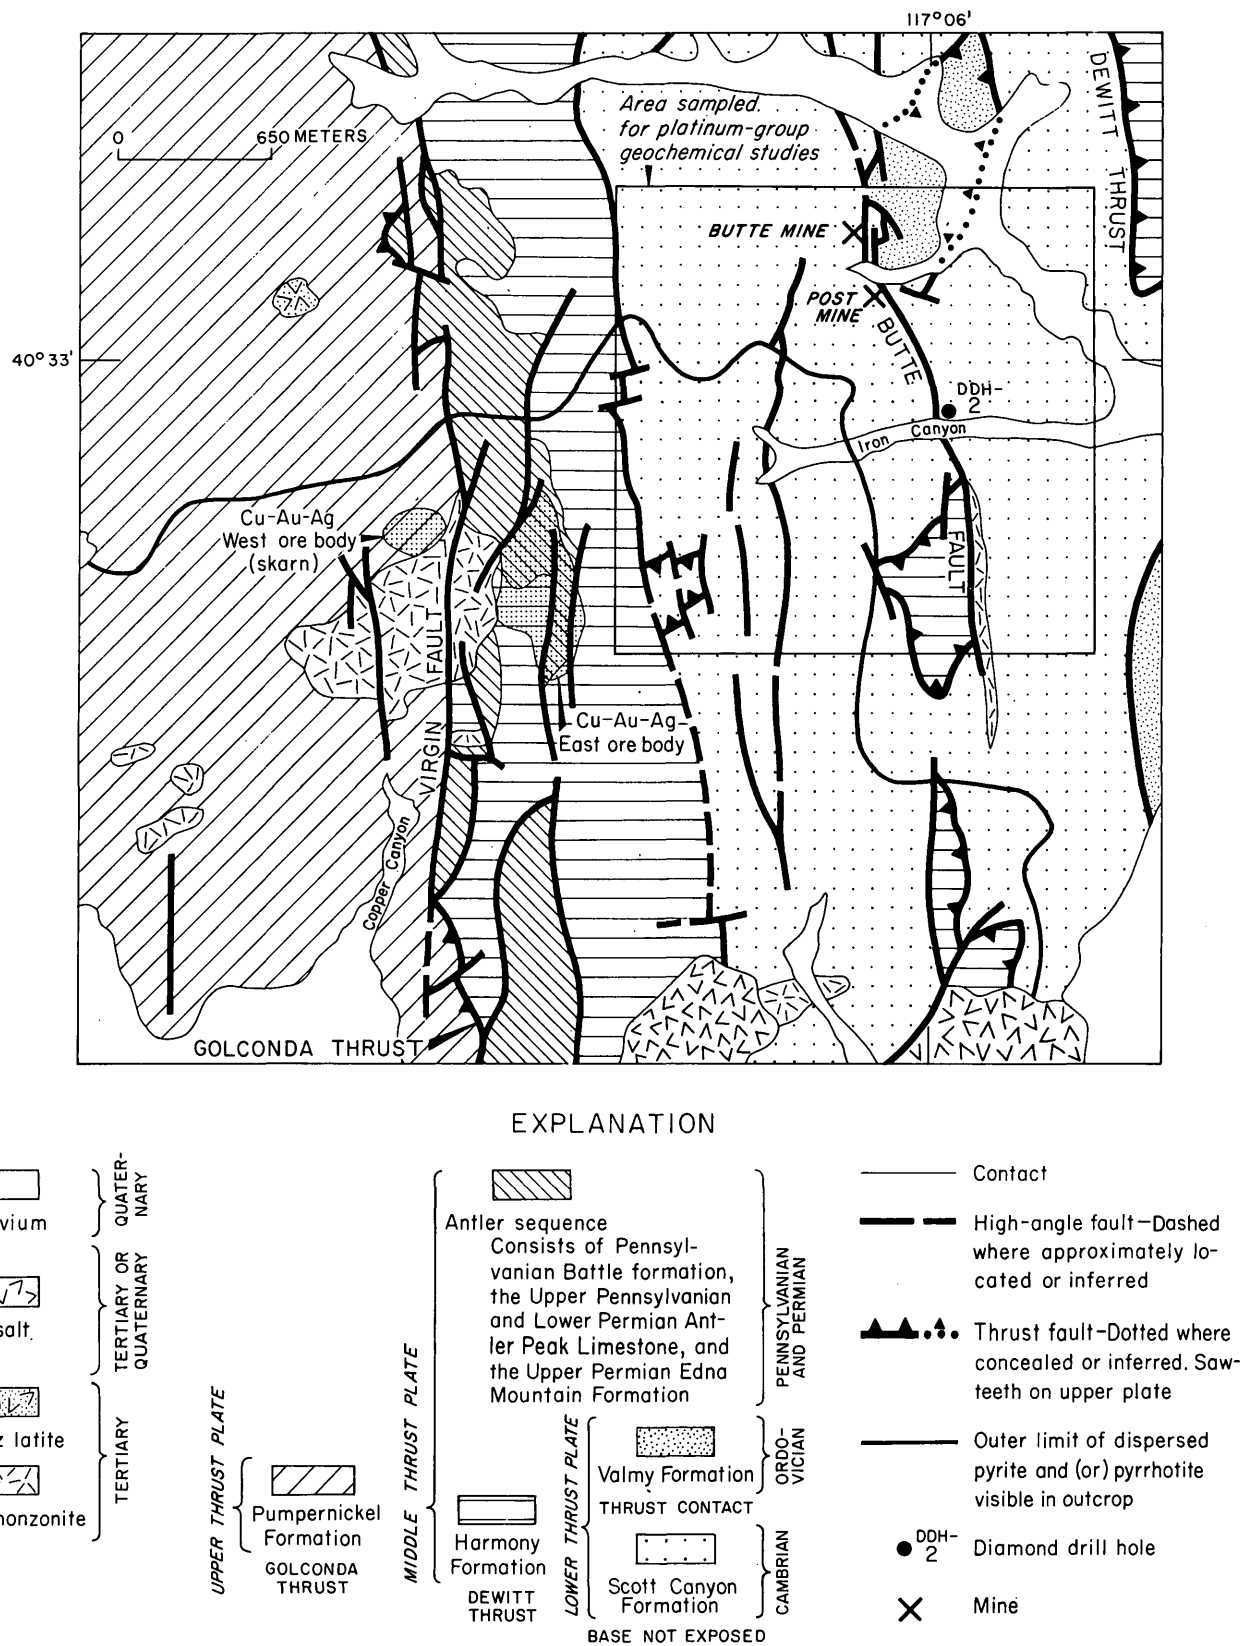 117°06'
DEWITT THRUST
Area sampled
for platinum-group
geochemical studies
0 650 METERS
BUTTE MINE
POST
MINE
BUTTE
40°33'
DDH-
2
Iron Canyon
Cu-Au-Ag
West ore body
(skarn)
FAULT
VIRGIN FAULT
Cu-Au-Ag
East ore body
Copper Canyon
GOLCONDA THRUST
EXPLANATION
vium
QUATER-
NARY
salt
TERTIARY OR
QUATERNARY
z latite
monzonite
TERTIARY
UPPER THRUST PLATE
Pumpernickel
Formation
GOLCONDA
THRUST
MIDDLE THRUST PLATE
Antler sequence
Consists of Pennsyl-
vanian Battle formation,
the Upper Pennsylvanian
and Lower Permian Ant-
ler Peak Limestone, and
the Upper Permian Edna
Mountain Formation
PENNSYLVANIAN
AND PERMIAN
Harmony
Formation
DEWITT
THRUST
LOWER THRUST PLATE
Valmy Formation
ORDO-
VICIAN
THRUST CONTACT
Scott Canyon
Formation
CAMBRIAN
BASE NOT EXPOSED
Contact
High-angle fault—Dashed
where approximately lo-
cated or inferred
Thrust fault—Dotted where
concealed or inferred. Saw-
teeth on upper plate
Outer limit of dispersed
pyrite and (or) pyrrhotite
visible in outcrop
DDH-
2
Diamond drill hole
Mine